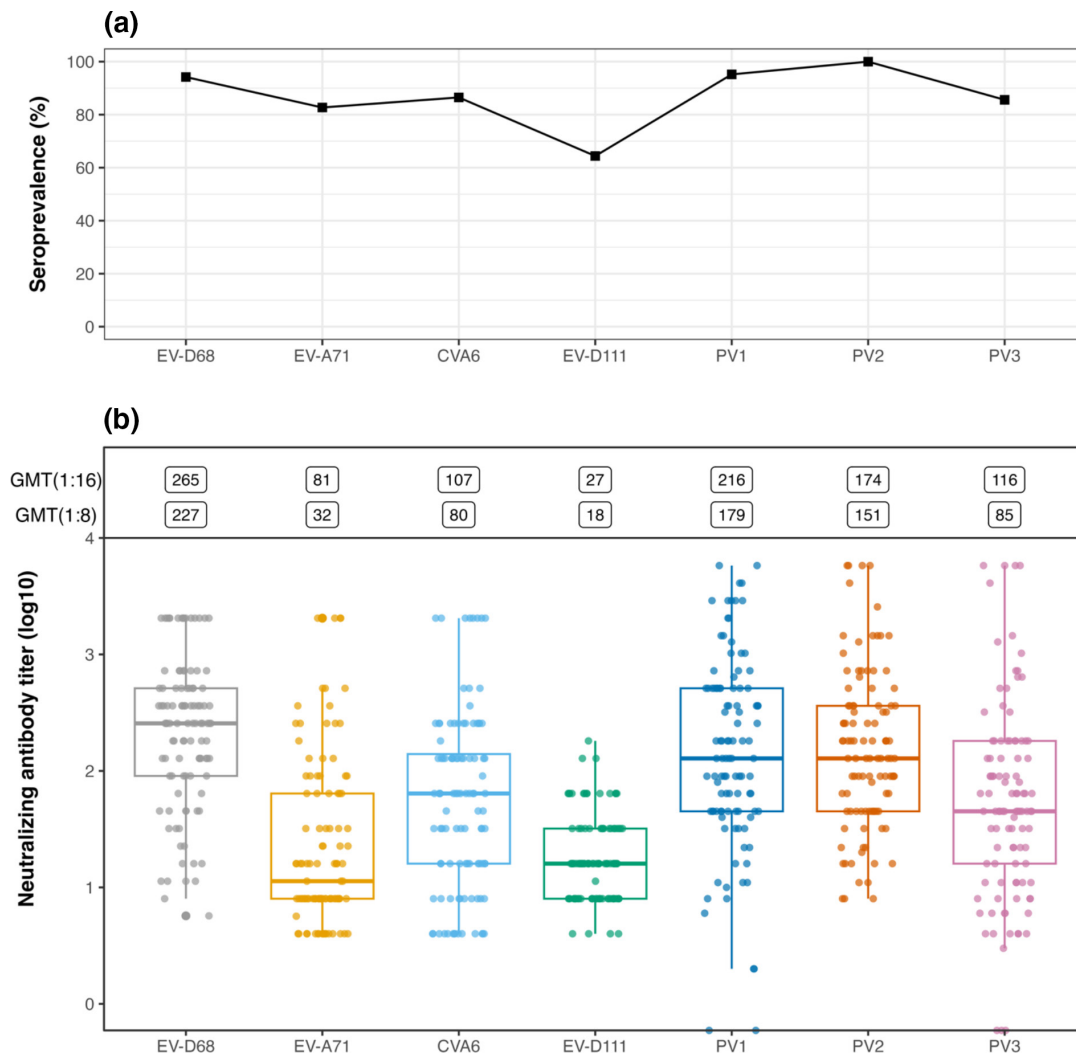 (a)
Seroprevalence (%)
100
80
60
40
20
0
EV-D68 EV-A71 CVA6 EV-D111 PV1 PV2 PV3
(b)
GMT(1:16) 265 81 107 27 216 174 116
GMT(1:8) 227 32 80 18 179 151 85
Neutralizing antibody titer (log10)
4
3
2
1
0
EV-D68 EV-A71 CVA6 EV-D111 PV1 PV2 PV3